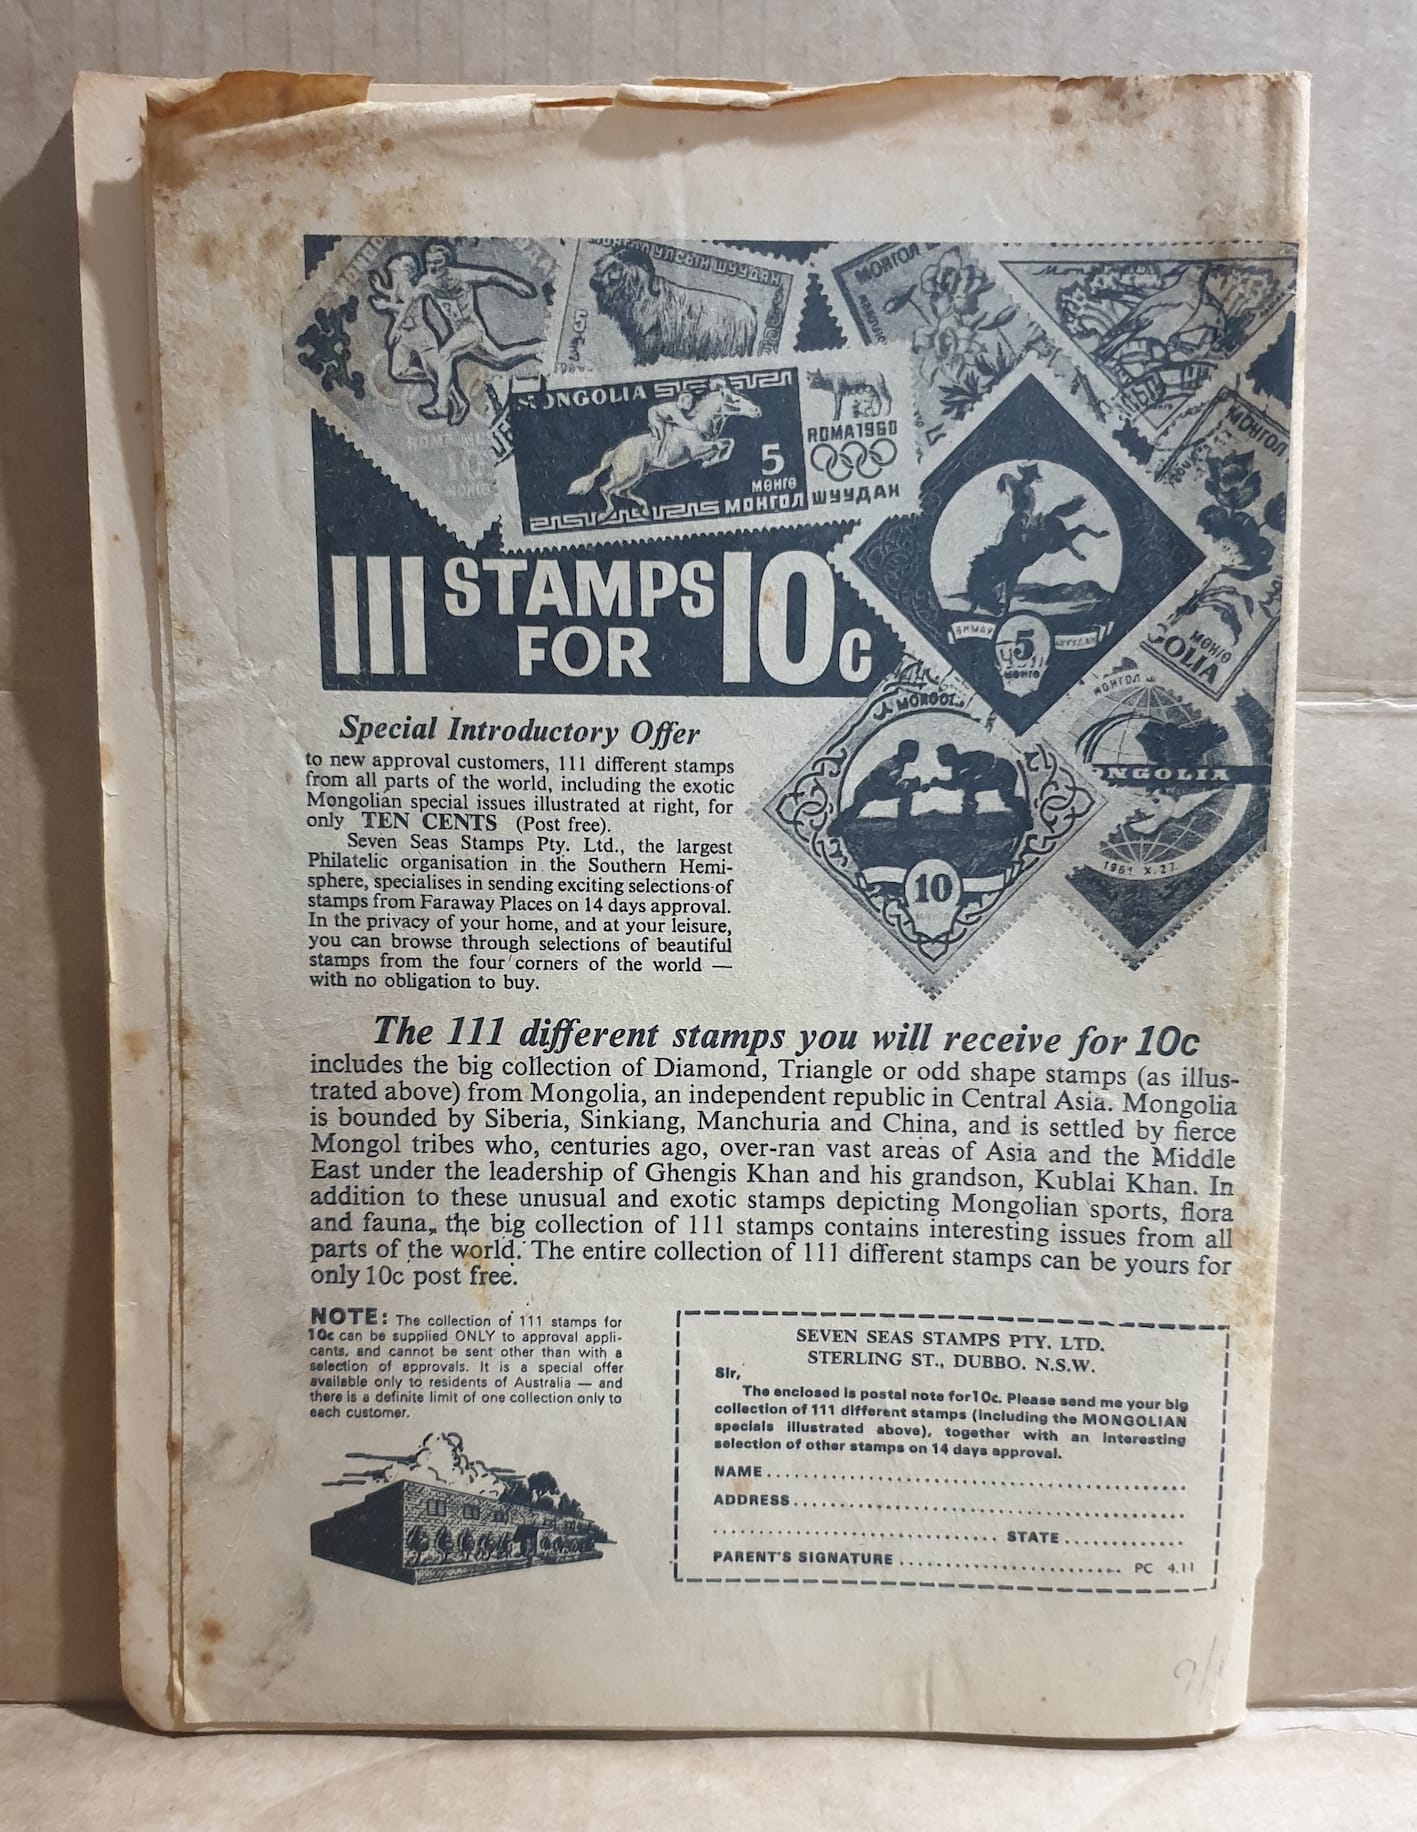 МОНГОЛ УЛСЫН ШУУДАН
МОНГОЛ
MONGOLIA
ROMA 1960
5
МӨНГӨ
МОНГОЛ ШУУДАН
МОНГОЛ
5
ШУУДАН
МӨНГӨ
МӨНГӨ
GOLIA
МОНГОЛ
NGOLIA
1961 X.27.
10
111 STAMPS FOR 10c
Special Introductory Offer
to new approval customers, 111 different stamps
from all parts of the world, including the exotic
Mongolian special issues illustrated at right, for
only TEN CENTS (Post free).
Seven Seas Stamps Pty. Ltd., the largest
Philatelic organisation in the Southern Hemi-
sphere, specialises in sending exciting selections of
stamps from Faraway Places on 14 days approval.
In the privacy of your home, and at your leisure,
you can browse through selections of beautiful
stamps from the four corners of the world —
with no obligation to buy.
The 111 different stamps you will receive for 10c
includes the big collection of Diamond, Triangle or odd shape stamps (as illus-
trated above) from Mongolia, an independent republic in Central Asia. Mongolia
is bounded by Siberia, Sinkiang, Manchuria and China, and is settled by fierce
Mongol tribes who, centuries ago, over-ran vast areas of Asia and the Middle
East under the leadership of Ghengis Khan and his grandson, Kublai Khan. In
addition to these unusual and exotic stamps depicting Mongolian sports, flora
and fauna, the big collection of 111 stamps contains interesting issues from all
parts of the world. The entire collection of 111 different stamps can be yours for
only 10c post free.
NOTE: The collection of 111 stamps for
10c can be supplied ONLY to approval appli-
cants, and cannot be sent other than with a
selection of approvals. It is a special offer
available only to residents of Australia — and
there is a definite limit of one collection only to
each customer.
SEVEN SEAS STAMPS PTY. LTD.
STERLING ST., DUBBO. N.S.W.
Sir,
The enclosed is postal note for 10c. Please send me your big
collection of 111 different stamps (including the MONGOLIAN
specials illustrated above), together with an interesting
selection of other stamps on 14 days approval.
NAME
ADDRESS
STATE
PARENT'S SIGNATURE PC 4.11